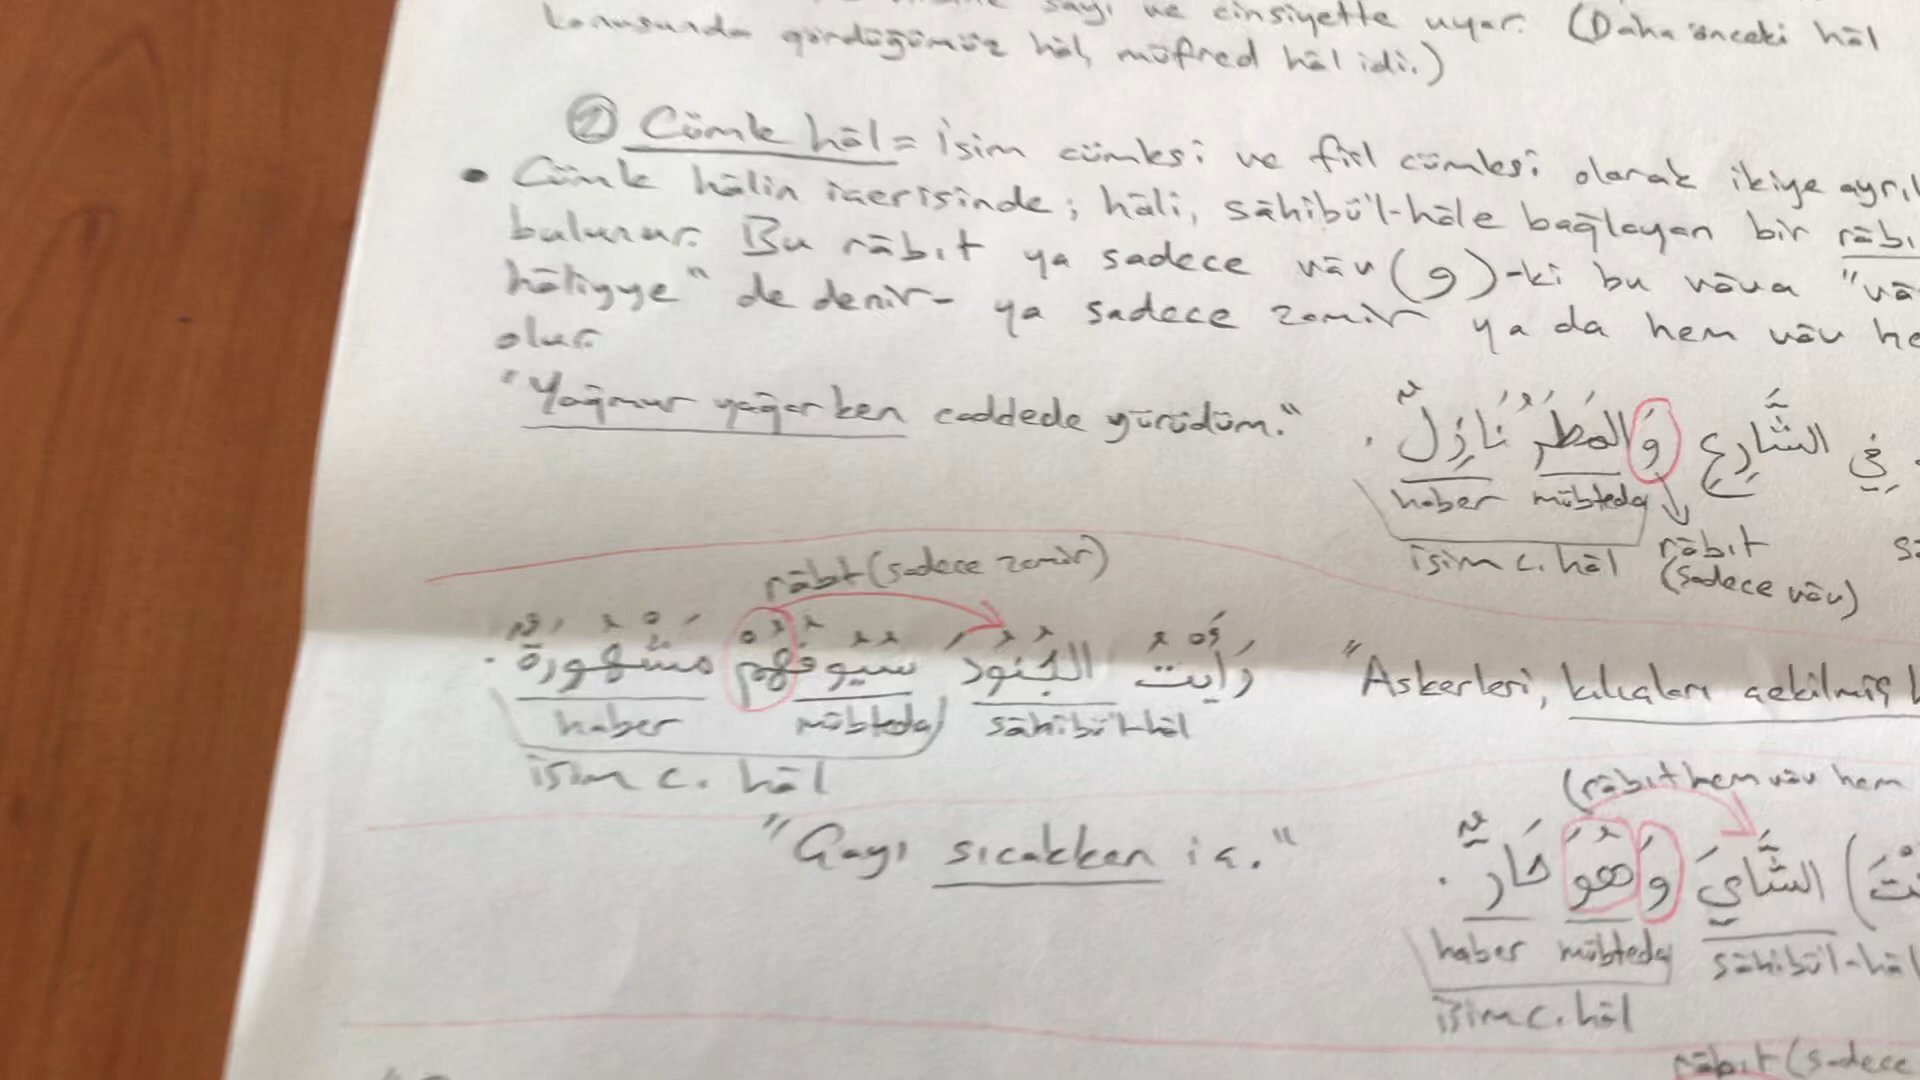 sayı ve cinsiyette uyar. (Daha önceki hâl
konusunda gördüğümüz hâl, müfred hâl idi.)
② Cümle hâl = İsim cümlesi ve fiil cümlesi olarak ikiye ayrıl
• Cümle hâlin içerisinde; hâli, sâhibü'l-hâle bağlayan bir râbı
bulunur. Bu râbıt ya sadece vâv (و) -ki bu vâva "vâ
hâliyye" de denir- ya sadece zamir ya da hem vâv he
olur.
"Yağmur yağarken caddede yürüdüm."
فِي الشَّارِعِ وَالمَطَرُ نَازِلٌ .
haber mübteda
isim c. hâl râbıt
(sadece vâv)
râbıt (sadece zamir)
رَأَيْتُ الجُنُودَ سُيُوفُهُمْ مَشْهُورَةٌ .
"Askerleri, kılıçları çekilmiş
haber mübteda sâhibü'l-hâl
isim c. hâl
(râbıt hem vâv hem
"Çayı sıcakken iç."
الشَّايَ وَهُوَ حَارٌّ .
haber mübteda sâhibü'l-hâl
isim c. hâl
râbıt (sadece